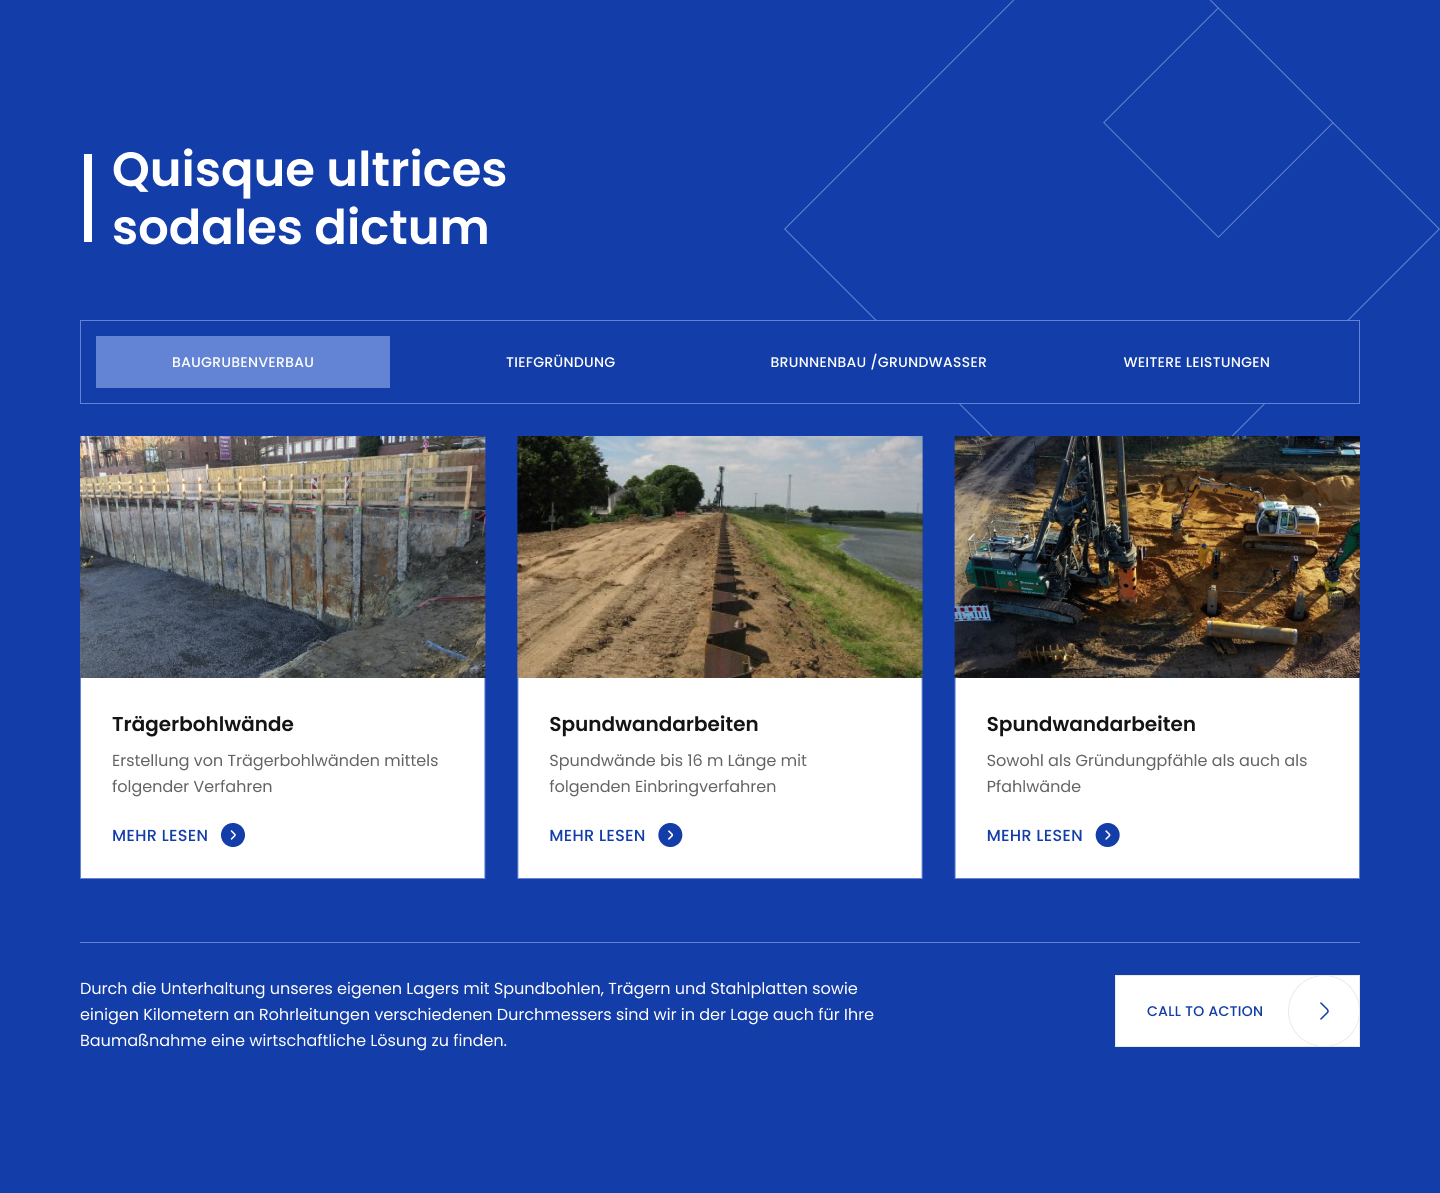 Quisque ultrices
sodales dictum
BAUGRUBENVERBAU
TIEFGRÜNDUNG
BRUNNENBAU /GRUNDWASSER
WEITERE LEISTUNGEN
Trägerbohlwände
Erstellung von Trägerbohlwänden mittels
folgender Verfahren
MEHR LESEN
Spundwandarbeiten
Spundwände bis 16 m Länge mit
folgenden Einbringverfahren
MEHR LESEN
Spundwandarbeiten
Sowohl als Gründungpfähle als auch als
Pfahlwände
MEHR LESEN
Durch die Unterhaltung unseres eigenen Lagers mit Spundbohlen, Trägern und Stahlplatten sowie
einigen Kilometern an Rohrleitungen verschiedenen Durchmessers sind wir in der Lage auch für Ihre
Baumaßnahme eine wirtschaftliche Lösung zu finden.
CALL TO ACTION